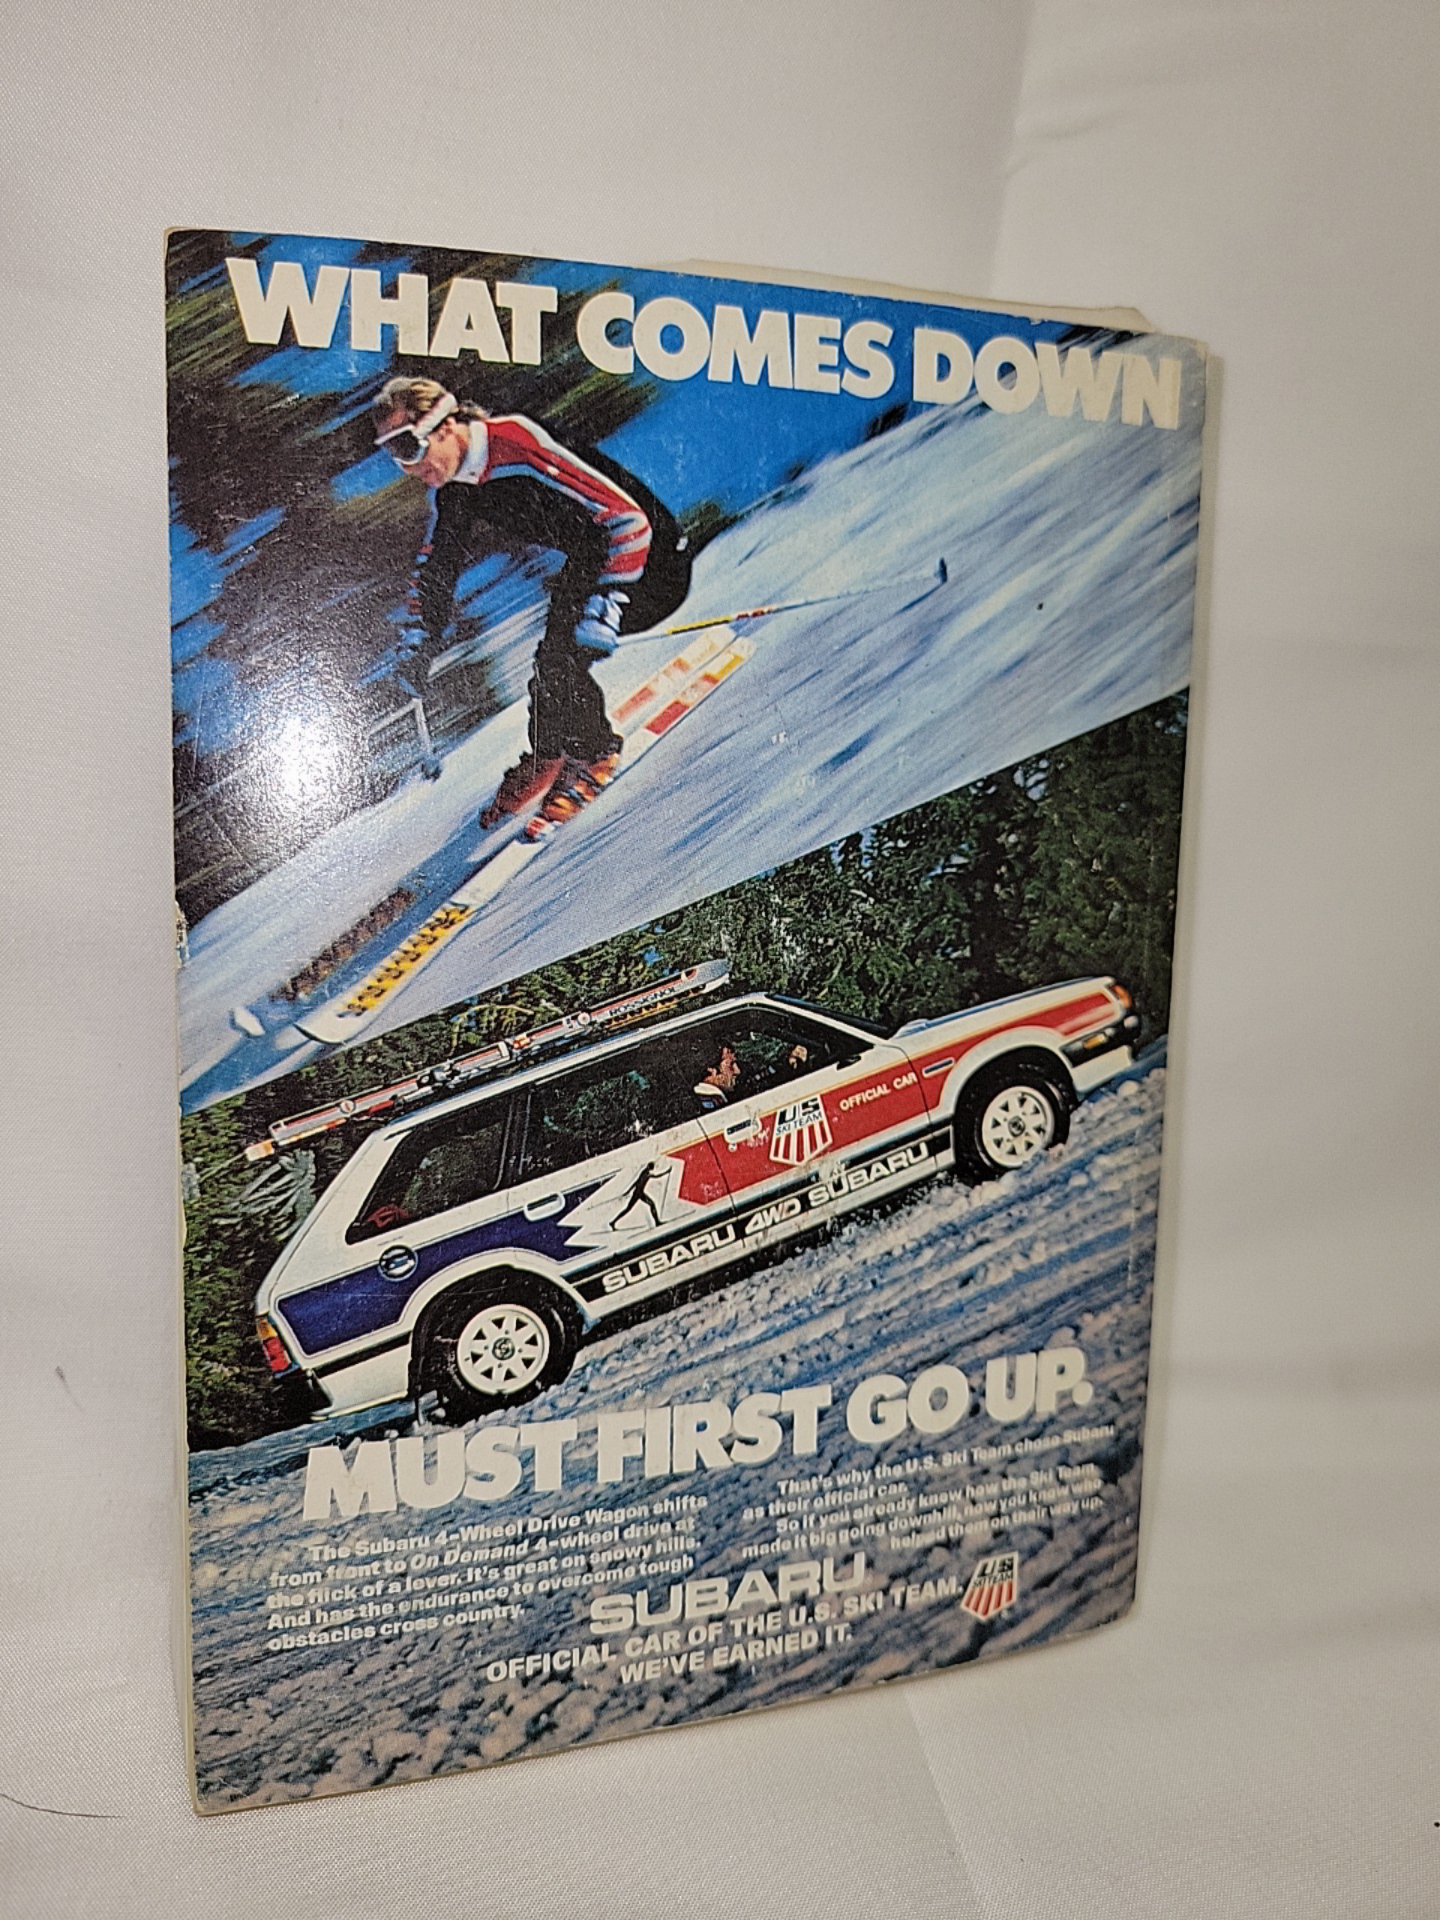 WHAT COMES DOWN
ROSSIGNOL
U.S.
SKI TEAM
OFFICIAL CAR
SUBARU 4WD SUBARU
MUST FIRST GO UP.
The Subaru 4-Wheel Drive Wagon shifts
from front to On Demand 4-wheel drive at
the flick of a lever. It's great on snowy hills.
And has the endurance to overcome tough
obstacles cross country.
That's why the U.S. Ski Team chose Subaru
as their official car.
So if you already know how the Ski Team
made it big going downhill, now you know who
helped them on their way up.
SUBARU
OFFICIAL CAR OF THE U.S. SKI TEAM.
WE'VE EARNED IT.
U.S.
SKI TEAM